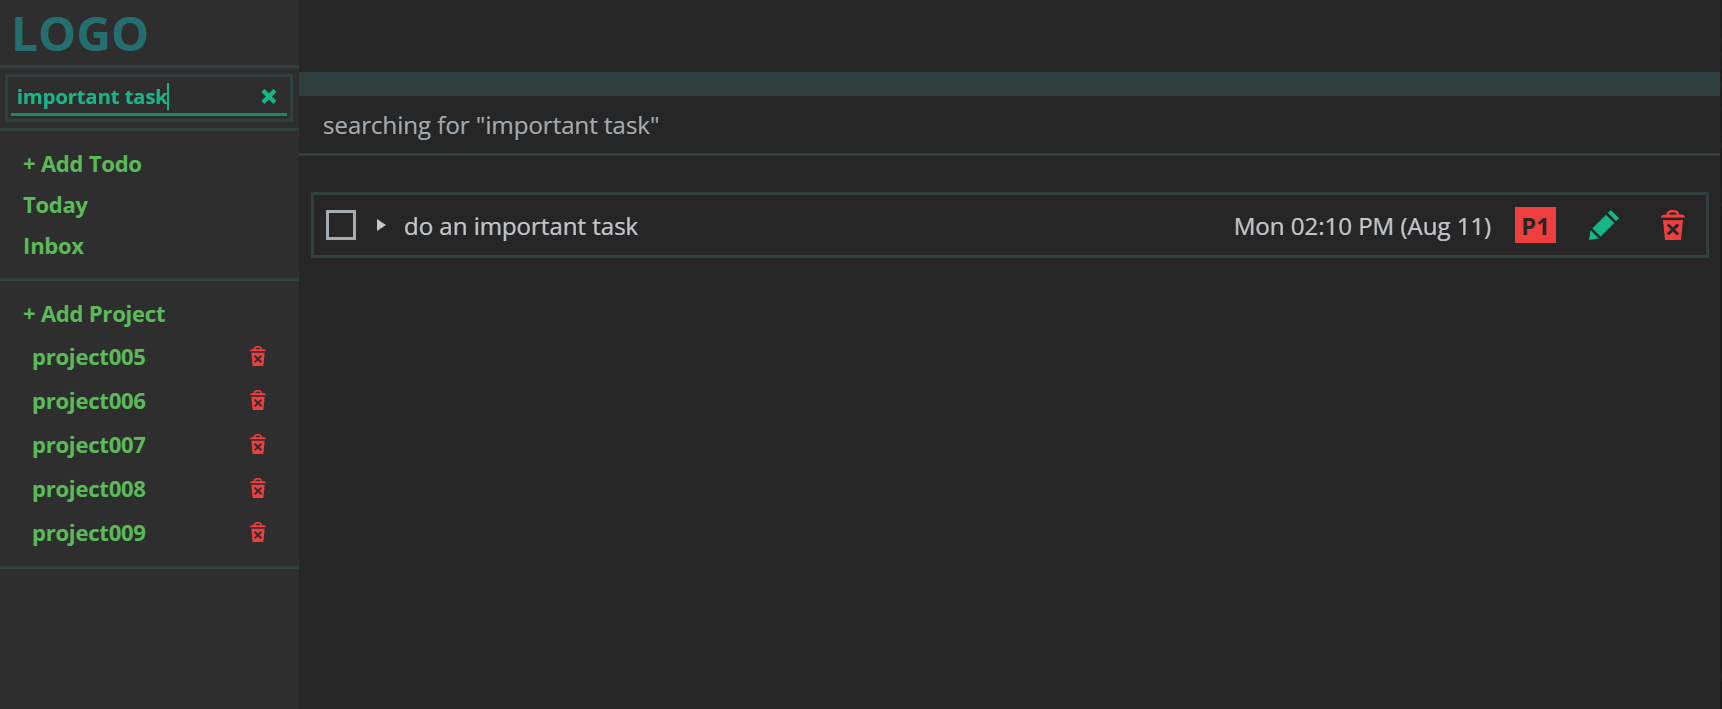 LOGO
important task
+ Add Todo
Today
Inbox
+ Add Project
project005
project006
project007
project008
project009
searching for "important task"
do an important task
Mon 02:10 PM (Aug 11)
P1